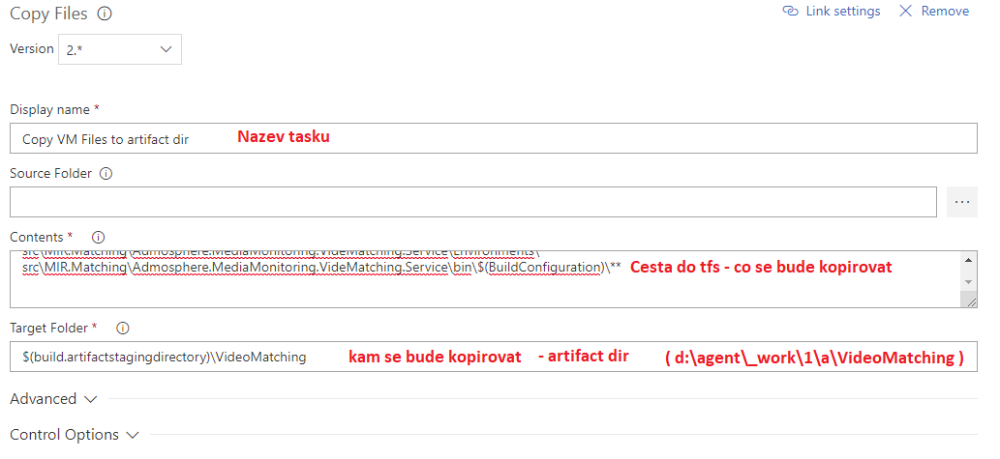 Copy Files
Link settings
Remove
Version 2.*
Display name *
Copy VM Files to artifact dir Nazev tasku
Source Folder
...
Contents *
src\MIR.Matching\Admosphere.MediaMonitoring.VideMatching.Service\Environments\
src\MIR.Matching\Admosphere.MediaMonitoring.VideMatching.Service\bin\$(BuildConfiguration)\** Cesta do tfs - co se bude kopirovat
Target Folder *
$(build.artifactstagingdirectory)\VideoMatching kam se bude kopirovat - artifact dir ( d:\agent\_work\1\a\VideoMatching )
Advanced
Control Options